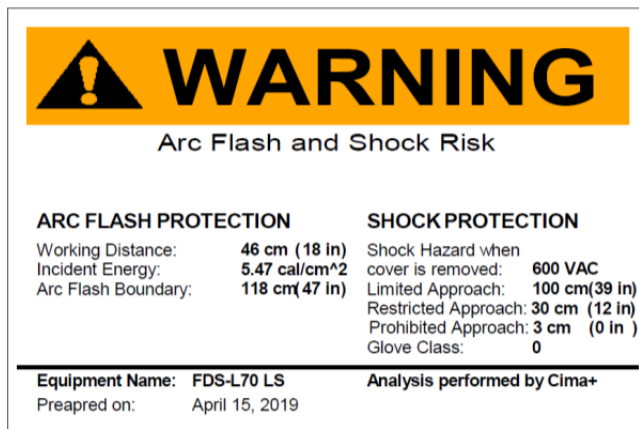 WARNING
Arc Flash and Shock Risk
ARC FLASH PROTECTION
Working Distance: 46 cm (18 in)
Incident Energy: 5.47 cal/cm^2
Arc Flash Boundary: 118 cm(47 in)
SHOCK PROTECTION
Shock Hazard when
cover is removed: 600 VAC
Limited Approach: 100 cm(39 in)
Restricted Approach: 30 cm (12 in)
Prohibited Approach: 3 cm (0 in)
Glove Class: 0
Equipment Name: FDS-L70 LS
Preapred on: April 15, 2019
Analysis performed by Cima+